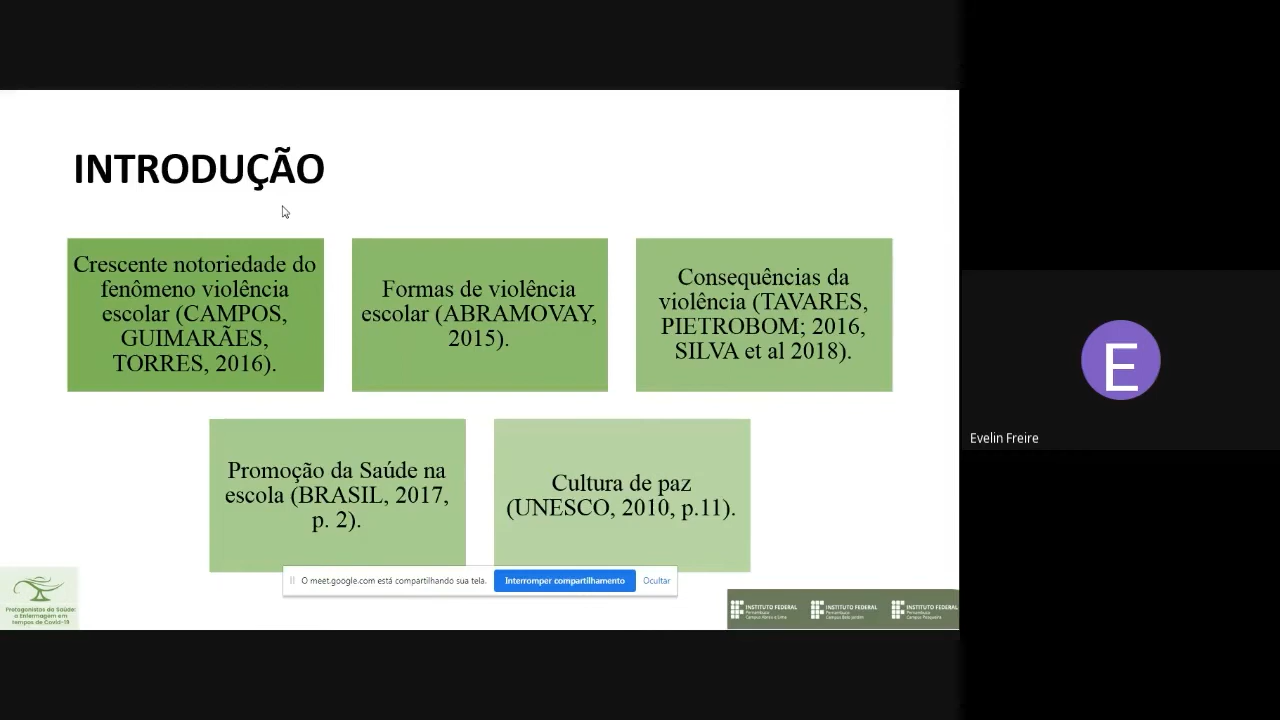 INTRODUÇÃO
Crescente notoriedade do
fenômeno violência
escolar (CAMPOS,
GUIMARÃES,
TORRES, 2016).
Formas de violência
escolar (ABRAMOVAY,
2015).
Consequências da
violência (TAVARES,
PIETROBOM; 2016,
SILVA et al 2018).
Promoção da Saúde na
escola (BRASIL, 2017,
p. 2).
Cultura de paz
(UNESCO, 2010, p.11).
O meet.google.com está compartilhando sua tela.
Interromper compartilhamento
Ocultar
Protagonistas da Saúde:
a Enfermagem em
tempos de Covid-19
INSTITUTO FEDERAL
Pernambuco
Campus Abreu e Lima
INSTITUTO FEDERAL
Pernambuco
Campus Belo Jardim
INSTITUTO FEDERAL
Pernambuco
Campus Pesqueira
E
Evelin Freire